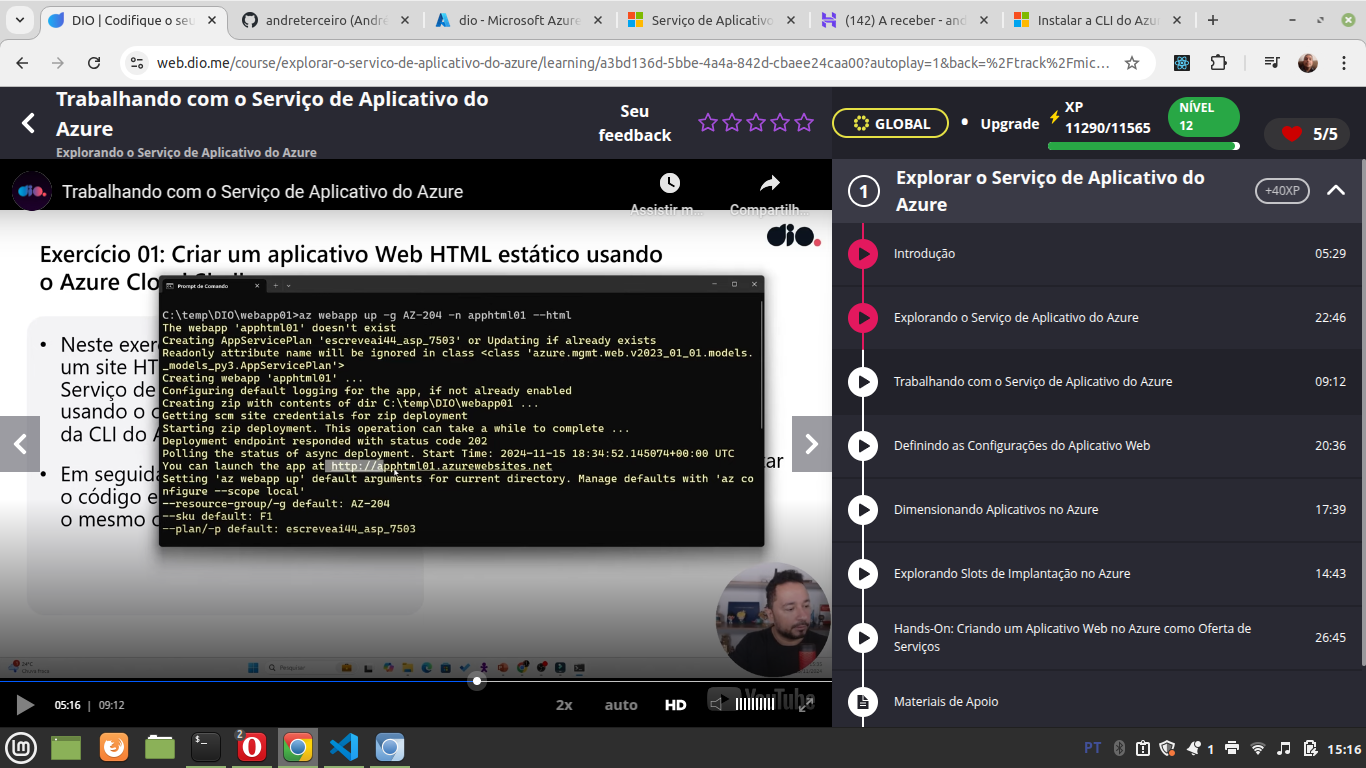 DIO | Codifique o seu
andreterceiro (André
dio - Microsoft Azure
Serviço de Aplicativo
(142) A receber - and
Instalar a CLI do Azu
web.dio.me/course/explorar-o-servico-de-aplicativo-do-azure/learning/a3bd136d-5bbe-4a4a-842d-cbaee24caa00?autoplay=1&back=%2Ftrack%2Fmic...
Trabalhando com o Serviço de Aplicativo do
Azure
Explorando o Serviço de Aplicativo do Azure
Seu
feedback
GLOBAL
Upgrade
XP
11290/11565
NÍVEL
12
5/5
dio.
Trabalhando com o Serviço de Aplicativo do Azure
Assistir m...
Compartilh...
dio.
Exercício 01: Criar um aplicativo Web HTML estático usando
o Azure Clo
• Neste exer
um site HT
Serviço de
usando o c
da CLI do A
• Em seguida
o código e
o mesmo c
Prompt de Comando
C:\temp\DIO\webapp01>az webapp up -g AZ-204 -n apphtml01 --html
The webapp 'apphtml01' doesn't exist
Creating AppServicePlan 'escreveai44_asp_7503' or Updating if already exists
Readonly attribute name will be ignored in class <class 'azure.mgmt.web.v2023_01_01.models.
_models_py3.AppServicePlan'>
Creating webapp 'apphtml01' ...
Configuring default logging for the app, if not already enabled
Creating zip with contents of dir C:\temp\DIO\webapp01 ...
Getting scm site credentials for zip deployment
Starting zip deployment. This operation can take a while to complete ...
Deployment endpoint responded with status code 202
Polling the status of async deployment. Start Time: 2024-11-15 18:34:52.145074+00:00 UTC
You can launch the app at http://apphtml01.azurewebsites.net
Setting 'az webapp up' default arguments for current directory. Manage defaults with 'az co
nfigure --scope local'
--resource-group/-g default: AZ-204
--sku default: F1
--plan/-p default: escreveai44_asp_7503
Pesquisar
05:16 | 09:12
2x
auto
HD
YouTube
1
Explorar o Serviço de Aplicativo do
Azure
+40XP
Introdução
05:29
Explorando o Serviço de Aplicativo do Azure
22:46
Trabalhando com o Serviço de Aplicativo do Azure
09:12
Definindo as Configurações do Aplicativo Web
20:36
Dimensionando Aplicativos no Azure
17:39
Explorando Slots de Implantação no Azure
14:43
Hands-On: Criando um Aplicativo Web no Azure como Oferta de
Serviços
26:45
Materiais de Apoio
2
PT
1
15:16